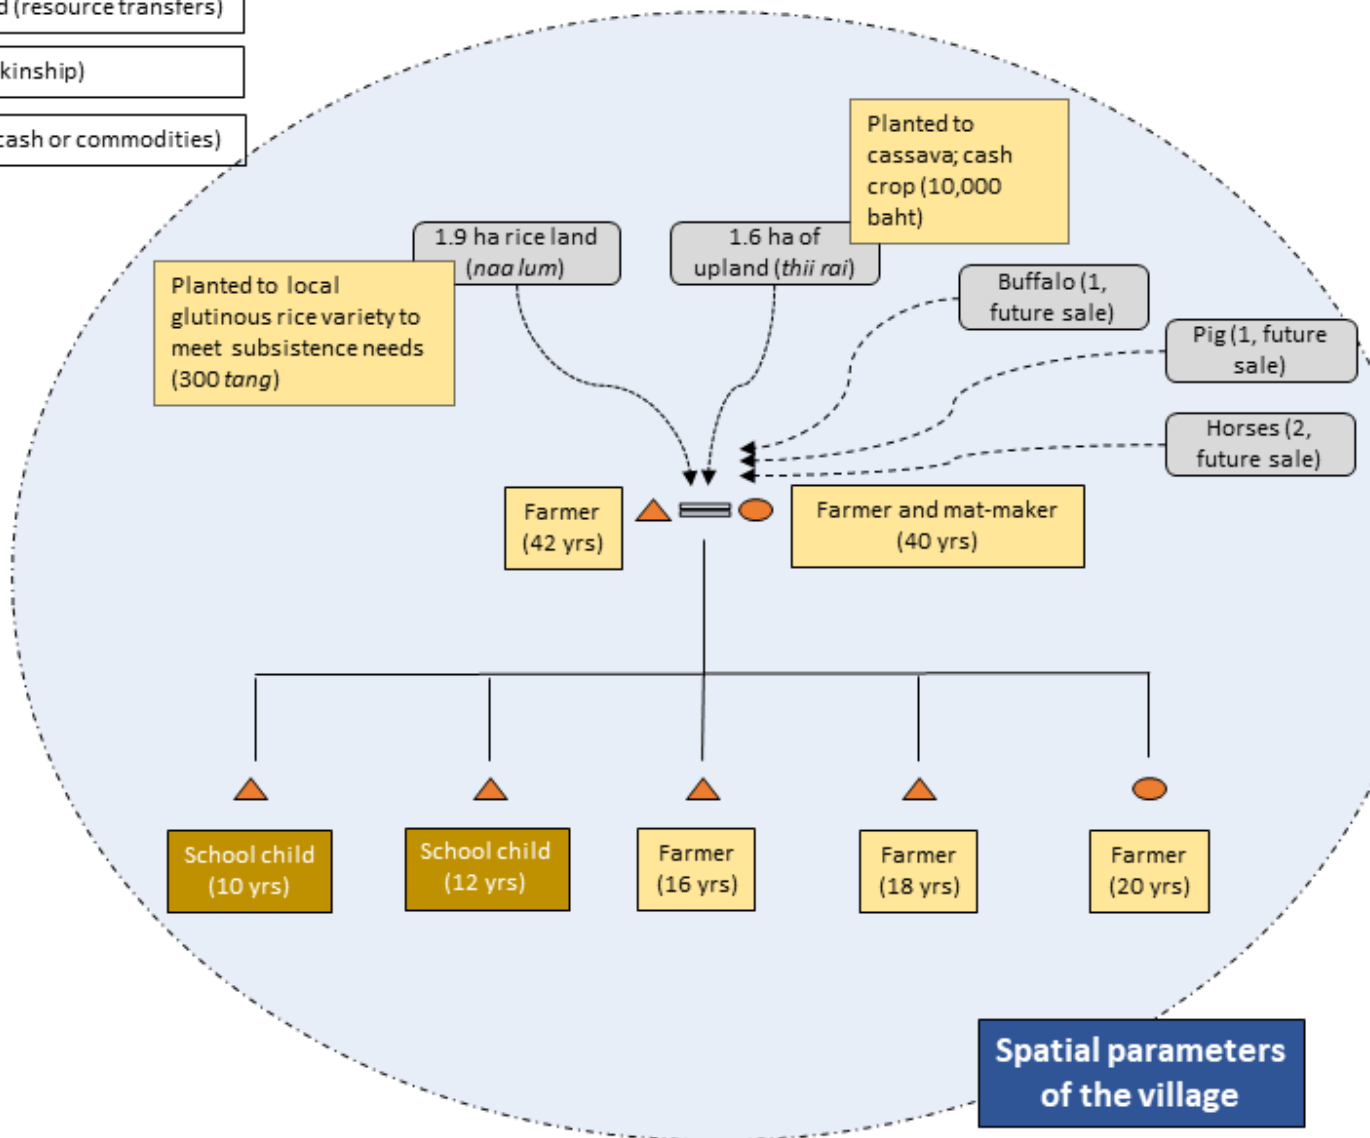 (resource transfers)
kinship)
cash or commodities)
Planted to
cassava; cash
crop (10,000
baht)
1.9 ha rice land
(naa lum)
1.6 ha of
upland (thii rai)
Planted to local
glutinous rice variety to
meet subsistence needs
(300 tang)
Buffalo (1,
future sale)
Pig (1, future
sale)
Horses (2,
future sale)
Farmer
(42 yrs)
Farmer and mat-maker
(40 yrs)
School child
(10 yrs)
School child
(12 yrs)
Farmer
(16 yrs)
Farmer
(18 yrs)
Farmer
(20 yrs)
Spatial parameters
of the village